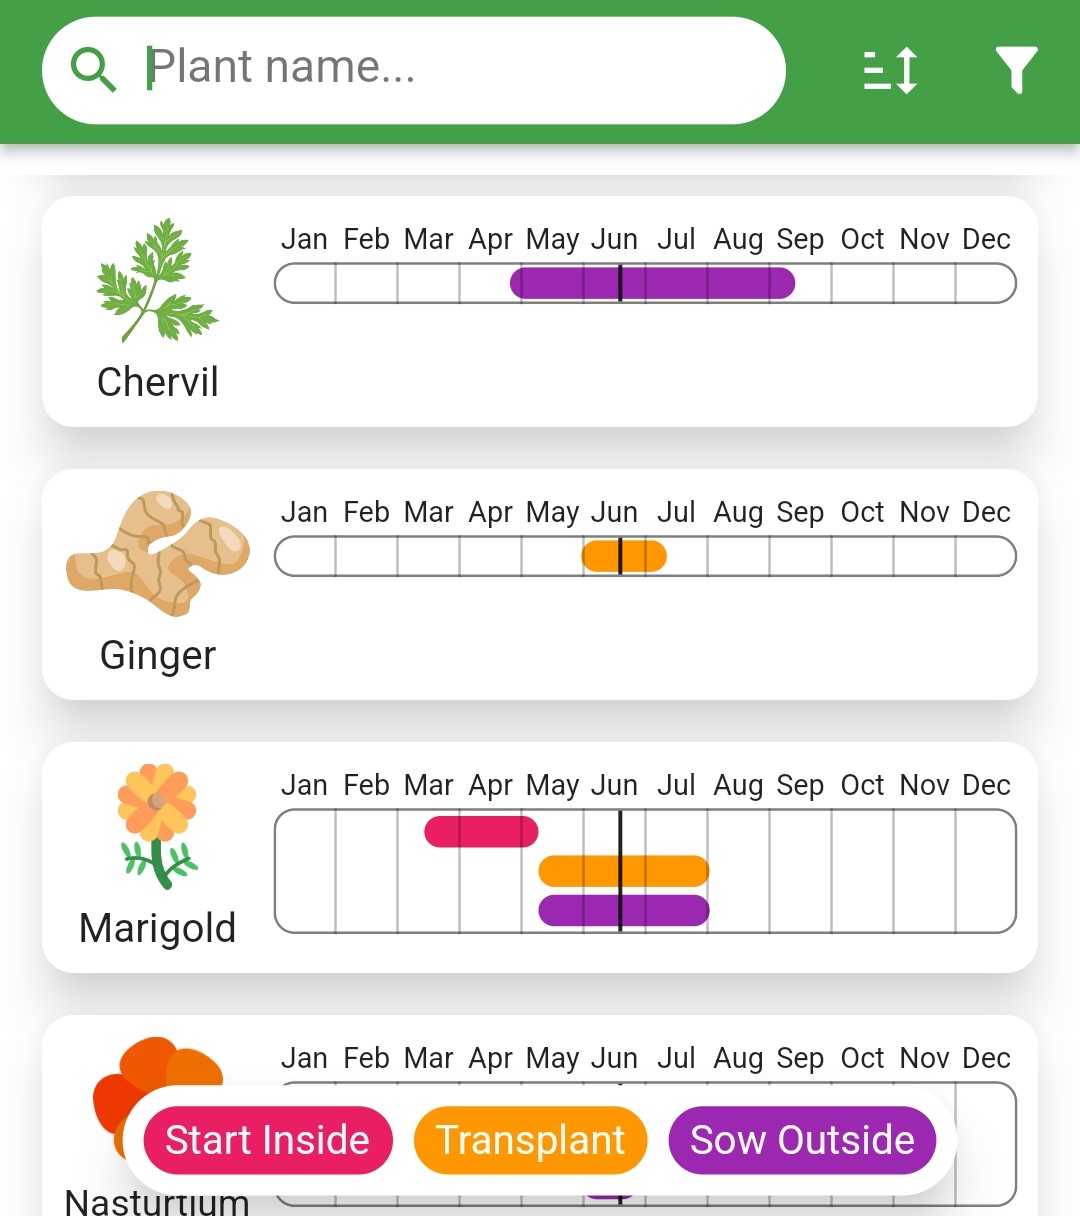 Plant name...
Jan Feb Mar Apr May Jun Jul Aug Sep Oct Nov Dec
Chervil
Jan Feb Mar Apr May Jun Jul Aug Sep Oct Nov Dec
Ginger
Jan Feb Mar Apr May Jun Jul Aug Sep Oct Nov Dec
Marigold
Jan Feb Mar Apr May Jun Jul Aug Sep Oct Nov Dec
Start Inside Transplant Sow Outside
Nasturtium